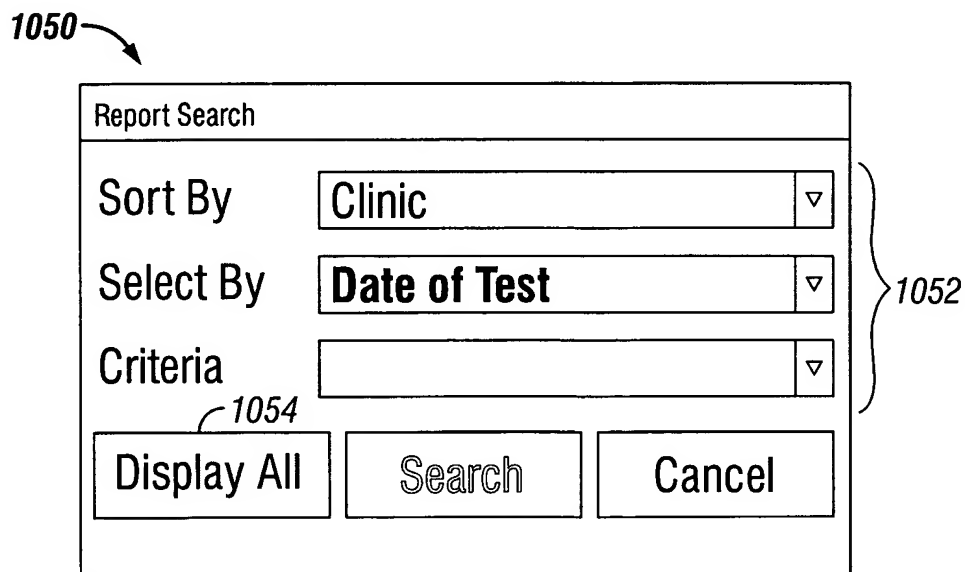 1050
Report Search
Sort By Clinic
Select By Date of Test 1052
Criteria
1054
Display All Search Cancel